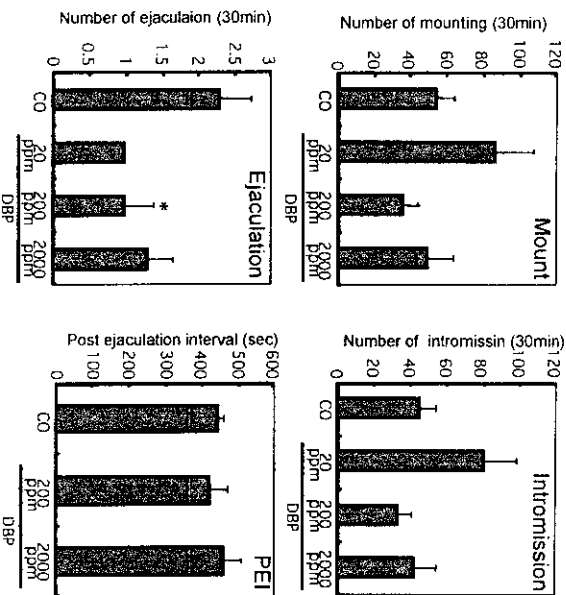 Number of mounting (30min)
0 20 40 60 80 100 120
Mount
CO
20 ppm
200 ppm
2000 ppm
DBP
Number of intromissin (30min)
0 20 40 60 80 100 120
Intromission
CO
20 ppm
200 ppm
2000 ppm
DBP
Number of ejaculaion (30min)
0 0.5 1 1.5 2 2.5 3
Ejaculation
*
CO
20 ppm
200 ppm
2000 ppm
DBP
Post ejaculation interval (sec)
0 100 200 300 400 500 600
PEI
CO
200 ppm
2000 ppm
DBP